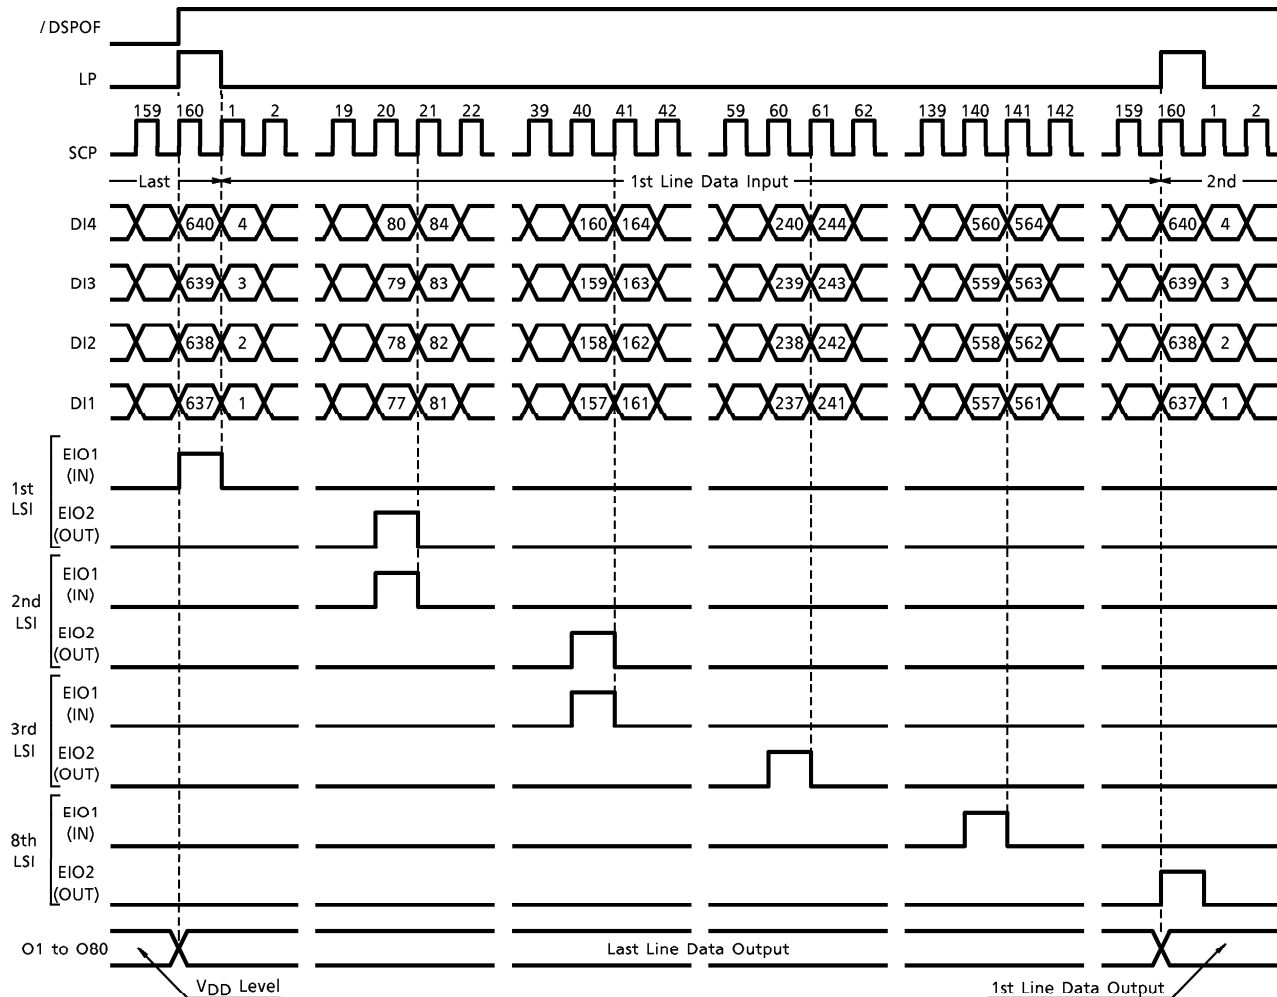 /DSPOF
LP
159 160 1 2 19 20 21 22 39 40 41 42 59 60 61 62 139 140 141 142 159 160 1 2
SCP
Last 1st Line Data Input 2nd
DI4 640 4 80 84 160 164 240 244 560 564 640 4
DI3 639 3 79 83 159 163 239 243 559 563 639 3
DI2 638 2 78 82 158 162 238 242 558 562 638 2
DI1 637 1 77 81 157 161 237 241 557 561 637 1
1st
LSI
EIO1
(IN)
EIO2
(OUT)
2nd
LSI
EIO1
(IN)
EIO2
(OUT)
3rd
LSI
EIO1
(IN)
EIO2
(OUT)
8th
LSI
EIO1
(IN)
EIO2
(OUT)
O1 to O80 Last Line Data Output
VDD Level 1st Line Data Output